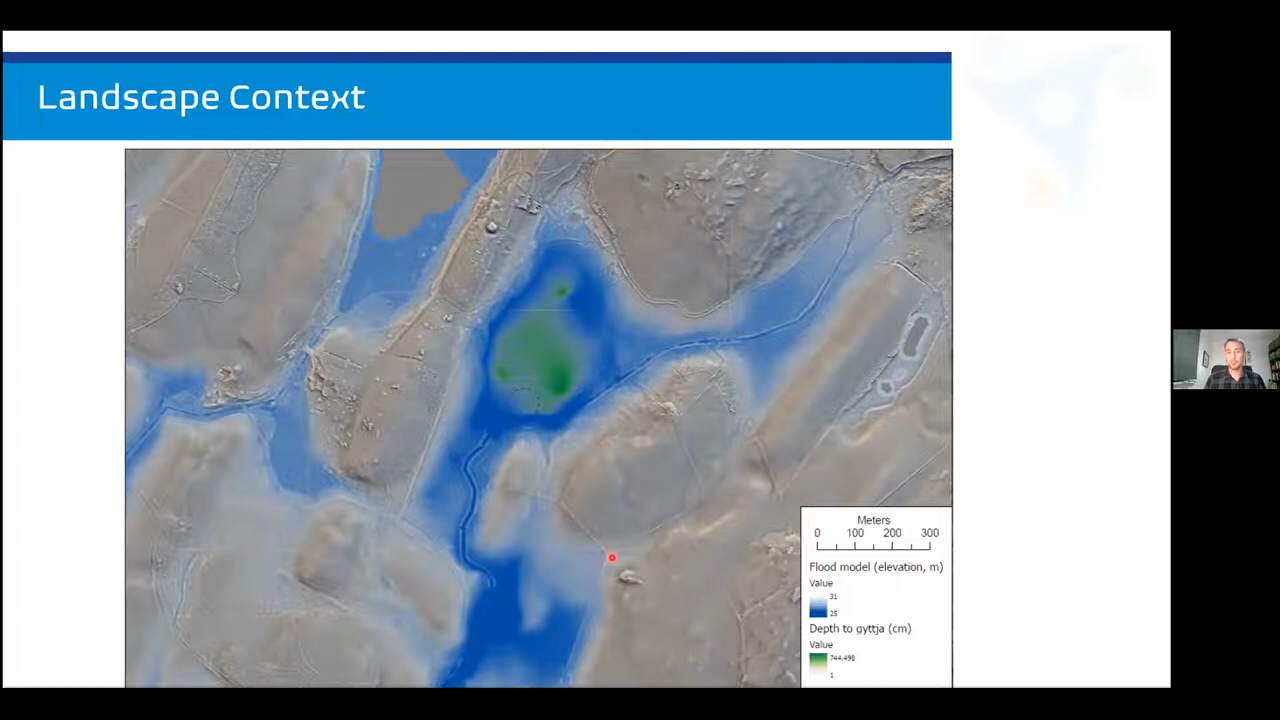 Landscape Context
Meters
0 100 200 300
Flood model (elevation, m)
Value
31
25
Depth to gyttja (cm)
Value
744.498
1